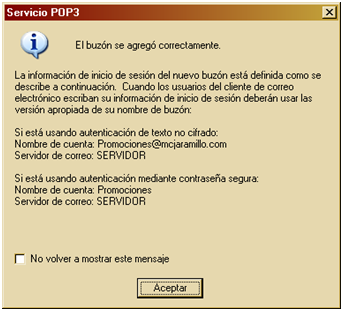 Servicio POP3
El buzón se agregó correctamente.
La información de inicio de sesión del nuevo buzón está definida como se
describe a continuación.  Cuando los usuarios del cliente de correo
electrónico escriban su información de inicio de sesión deberán usar las
versión apropiada de su nombre de buzón:
Si está usando autenticación de texto no cifrado:
Nombre de cuenta: Promociones@mcjaramillo.com
Servidor de correo: SERVIDOR
Si está usando autenticación mediante contraseña segura:
Nombre de cuenta: Promociones
Servidor de correo: SERVIDOR
No volver a mostrar este mensaje
Aceptar